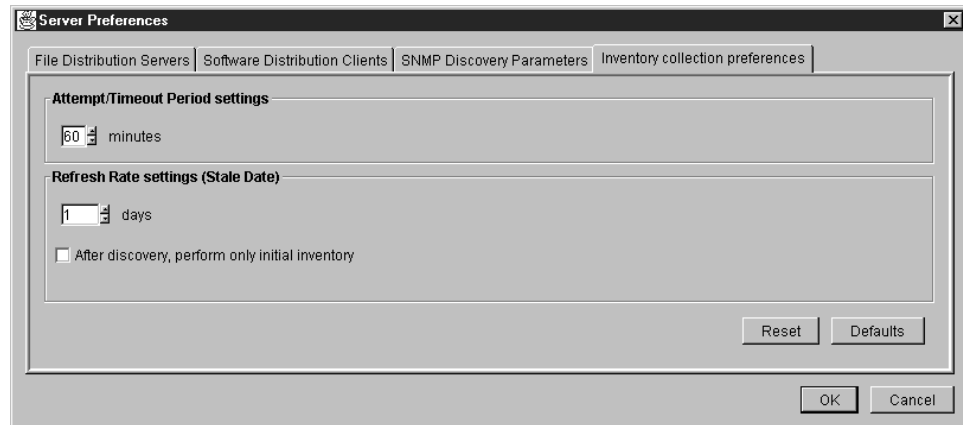 Server Preferences
File Distribution Servers Software Distribution Clients SNMP Discovery Parameters Inventory collection preferences
Attempt/Timeout Period settings
60 minutes
Refresh Rate settings (Stale Date)
1 days
After discovery, perform only initial inventory
Reset Defaults
OK Cancel